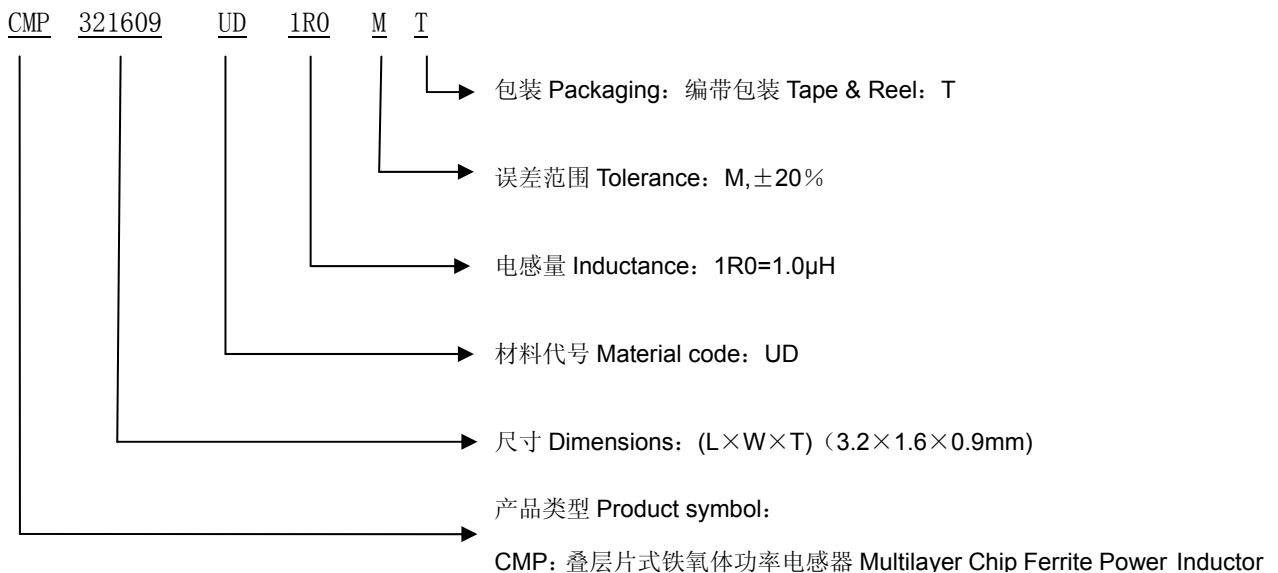 CMP 321609 UD 1R0 M T
包装 Packaging：编带包装 Tape & Reel：T
误差范围 Tolerance：M,±20％
电感量 Inductance：1R0=1.0μH
材料代号 Material code：UD
尺寸 Dimensions：(L×W×T)（3.2×1.6×0.9mm)
产品类型 Product symbol：
CMP：叠层片式铁氧体功率电感器 Multilayer Chip Ferrite Power Inductor